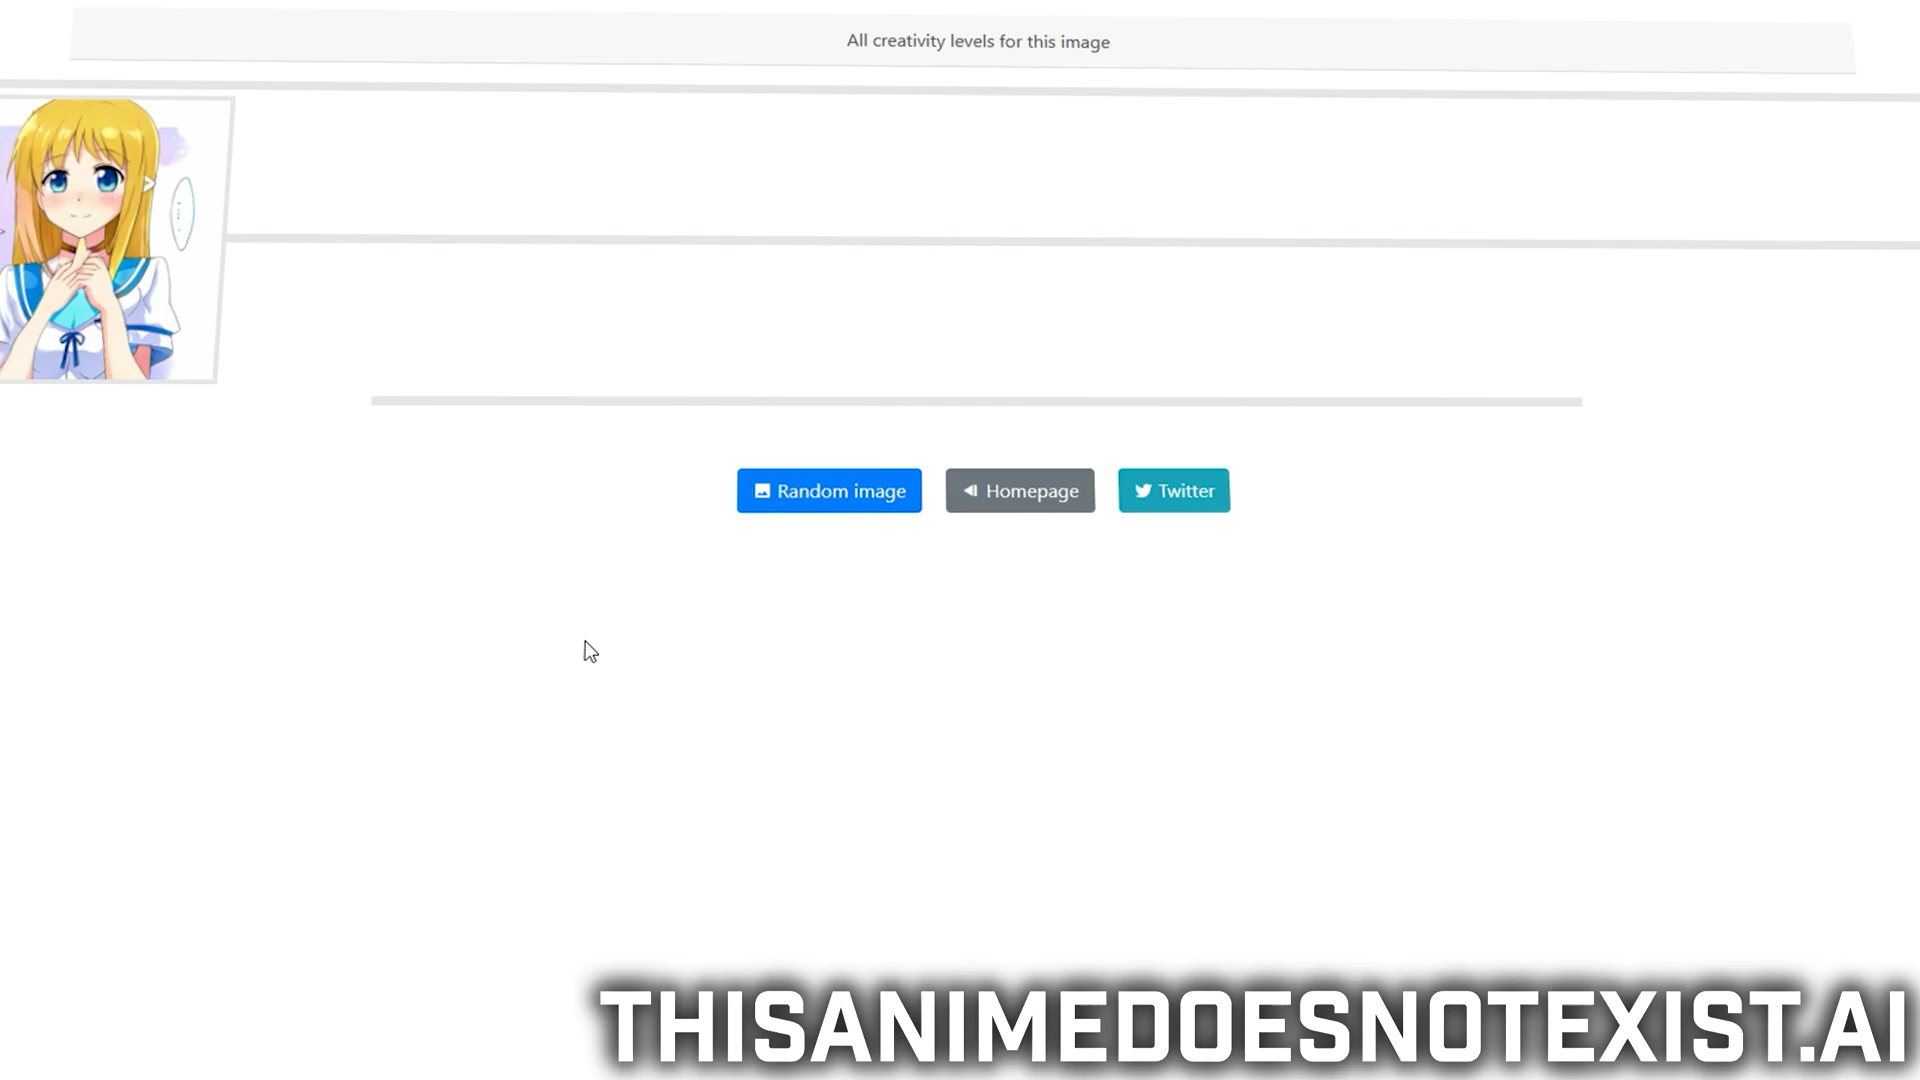 All creativity levels for this image
Random image
Homepage
Twitter
THISANIMEDOESNOTEXIST.AI